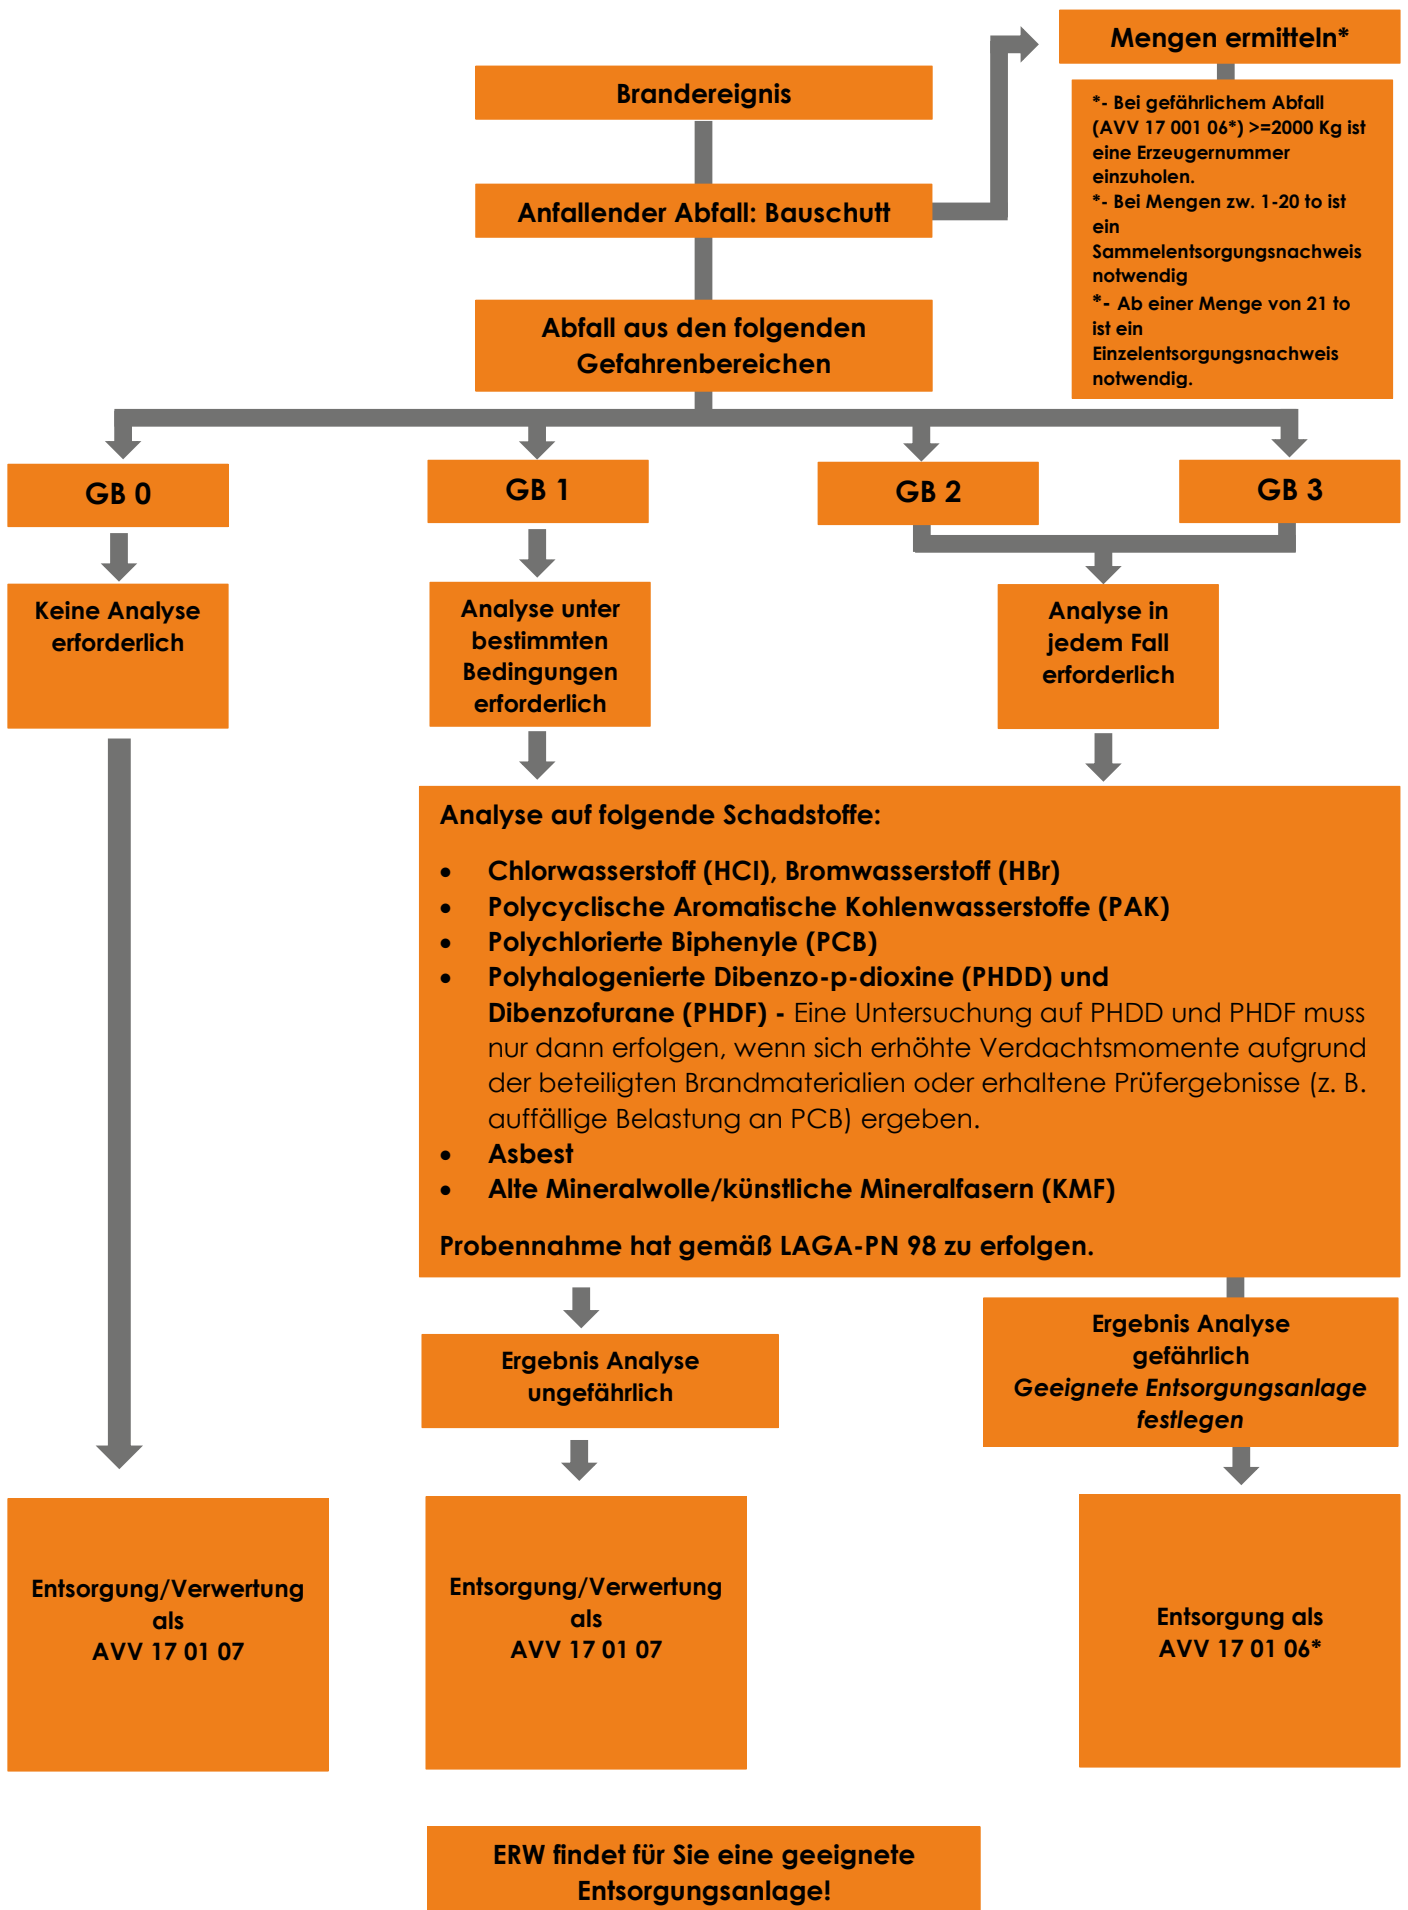 Mengen ermitteln*
Brandereignis
*- Bei gefährlichem Abfall
(AVV 17 001 06*) >=2000 Kg ist
eine Erzeugernummer
einzuholen.
*- Bei Mengen zw. 1-20 to ist
ein
Sammelentsorgungsnachweis
notwendig
*- Ab einer Menge von 21 to
ist ein
Einzelentsorgungsnachweis
notwendig.
Anfallender Abfall: Bauschutt
Abfall aus den folgenden
Gefahrenbereichen
GB 0
GB 1
GB 2
GB 3
Keine Analyse
erforderlich
Analyse unter
bestimmten
Bedingungen
erforderlich
Analyse in
jedem Fall
erforderlich
Analyse auf folgende Schadstoffe:
• Chlorwasserstoff (HCl), Bromwasserstoff (HBr)
• Polycyclische Aromatische Kohlenwasserstoffe (PAK)
• Polychlorierte Biphenyle (PCB)
• Polyhalogenierte Dibenzo-p-dioxine (PHDD) und
Dibenzofurane (PHDF) - Eine Untersuchung auf PHDD und PHDF muss
nur dann erfolgen, wenn sich erhöhte Verdachtsmomente aufgrund
der beteiligten Brandmaterialien oder erhaltene Prüfergebnisse (z. B.
auffällige Belastung an PCB) ergeben.
• Asbest
• Alte Mineralwolle/künstliche Mineralfasern (KMF)
Probennahme hat gemäß LAGA-PN 98 zu erfolgen.
Ergebnis Analyse
ungefährlich
Ergebnis Analyse
gefährlich
Geeignete Entsorgungsanlage
festlegen
Entsorgung/Verwertung
als
AVV 17 01 07
Entsorgung/Verwertung
als
AVV 17 01 07
Entsorgung als
AVV 17 01 06*
ERW findet für Sie eine geeignete
Entsorgungsanlage!